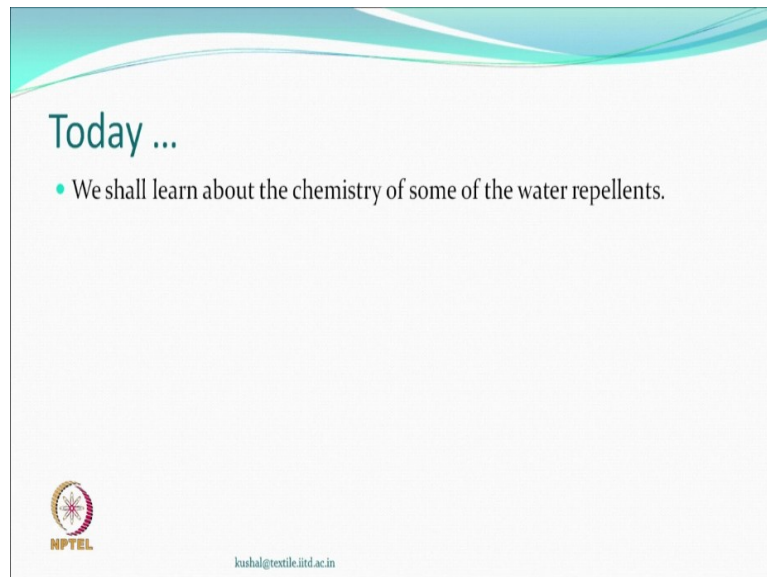 Today ...
We shall learn about the chemistry of some of the water repellents.
NPTEL
kushal@textile.iitd.ac.in